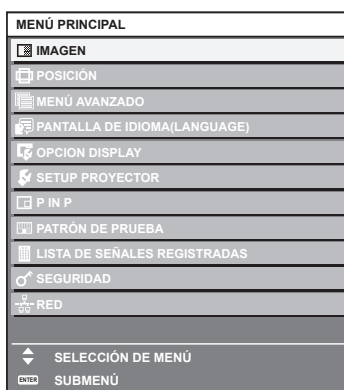 MENÚ PRINCIPAL
IMAGEN
POSICIÓN
MENÚ AVANZADO
PANTALLA DE IDIOMA(LANGUAGE)
OPCION DISPLAY
SETUP PROYECTOR
P IN P
PATRÓN DE PRUEBA
LISTA DE SEÑALES REGISTRADAS
SEGURIDAD
RED
SELECCIÓN DE MENÚ
ENTER SUBMENÚ